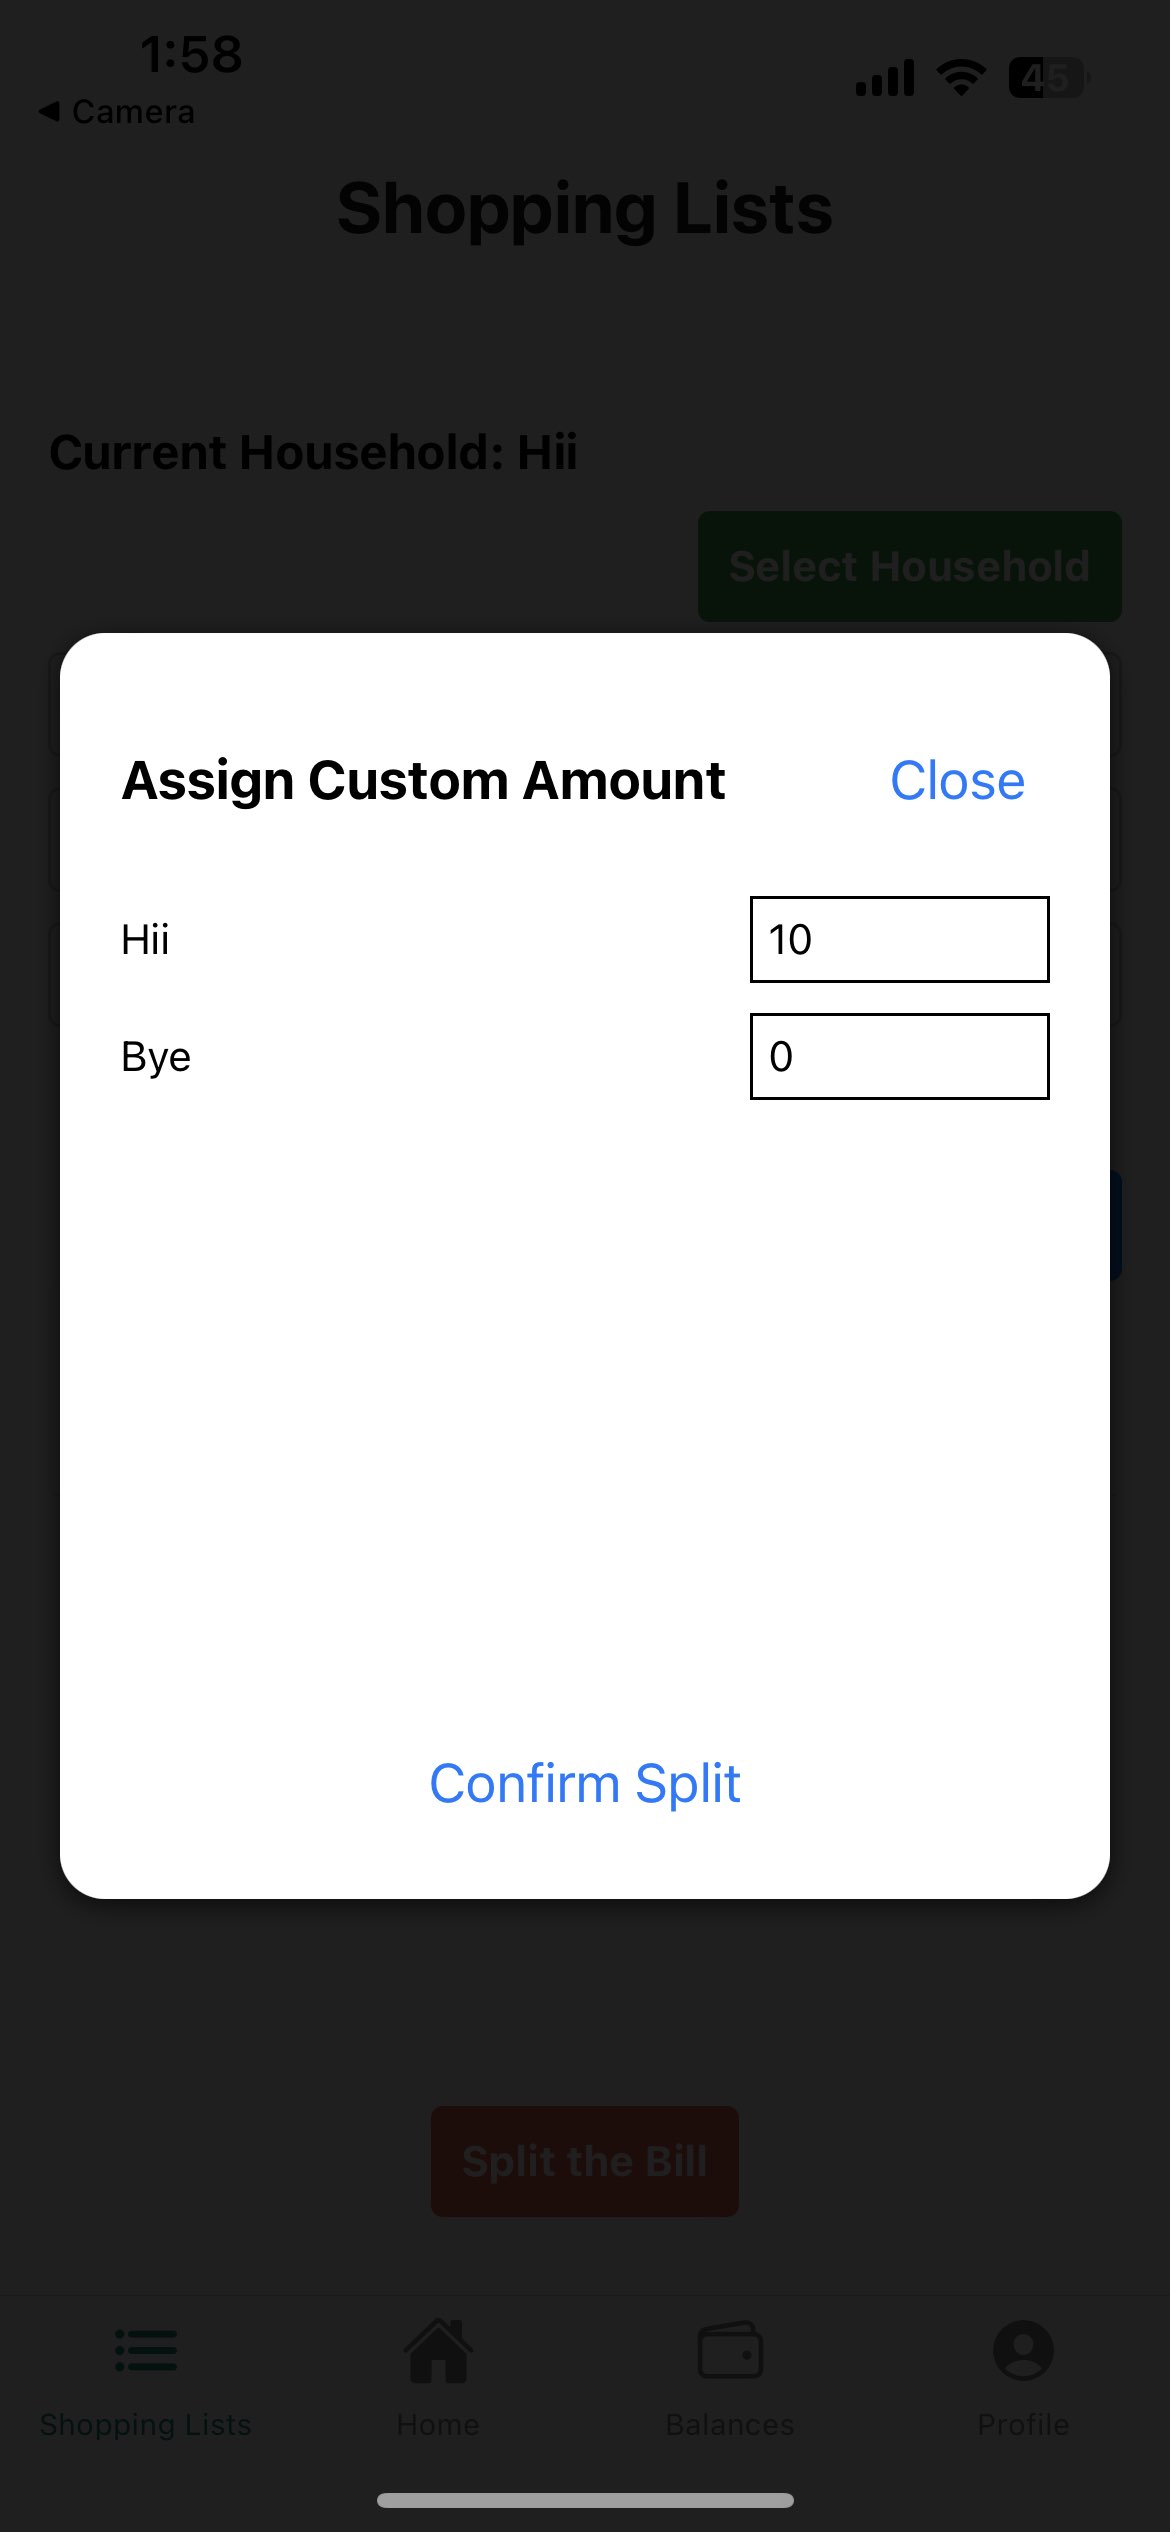 1:58
45
◀ Camera
Shopping Lists
Current Household: Hii
Select Household
Assign Custom Amount
Close
Hii
10
Bye
0
Confirm Split
Split the Bill
Shopping Lists
Home
Balances
Profile